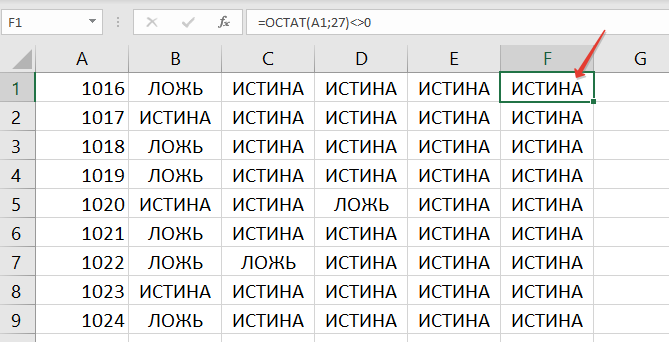 F1 fx =ОСТАТ(A1;27)<>0
A B C D E F G
1 1016 ЛОЖЬ ИСТИНА ИСТИНА ИСТИНА ИСТИНА
2 1017 ИСТИНА ИСТИНА ИСТИНА ИСТИНА ИСТИНА
3 1018 ЛОЖЬ ИСТИНА ИСТИНА ИСТИНА ИСТИНА
4 1019 ЛОЖЬ ИСТИНА ИСТИНА ИСТИНА ИСТИНА
5 1020 ИСТИНА ИСТИНА ЛОЖЬ ИСТИНА ИСТИНА
6 1021 ЛОЖЬ ИСТИНА ИСТИНА ИСТИНА ИСТИНА
7 1022 ЛОЖЬ ЛОЖЬ ИСТИНА ИСТИНА ИСТИНА
8 1023 ИСТИНА ИСТИНА ИСТИНА ИСТИНА ИСТИНА
9 1024 ЛОЖЬ ИСТИНА ИСТИНА ИСТИНА ИСТИНА